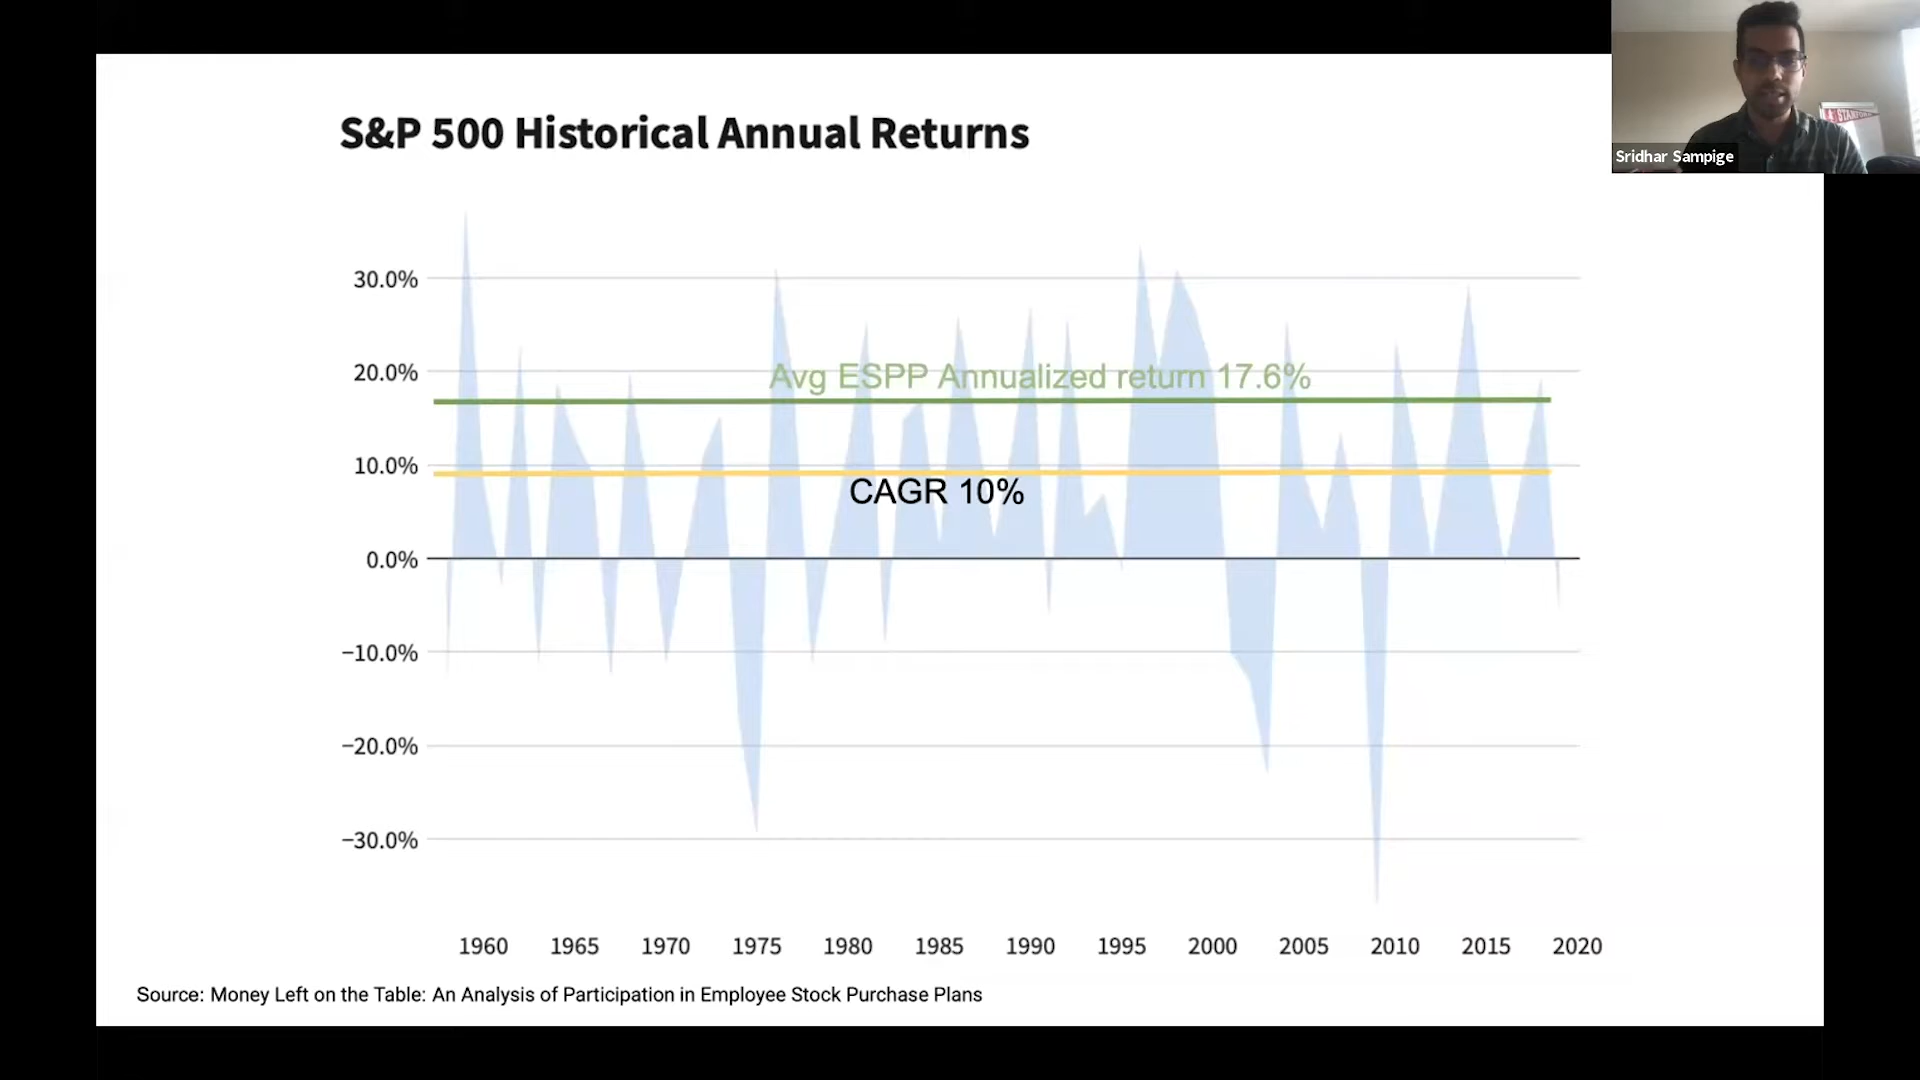 S&P 500 Historical Annual Returns
STANFORD
Sridhar Sampige
30.0%
20.0%
Avg ESPP Annualized return 17.6%
10.0%
CAGR 10%
0.0%
−10.0%
−20.0%
−30.0%
1960 1965 1970 1975 1980 1985 1990 1995 2000 2005 2010 2015 2020
Source: Money Left on the Table: An Analysis of Participation in Employee Stock Purchase Plans